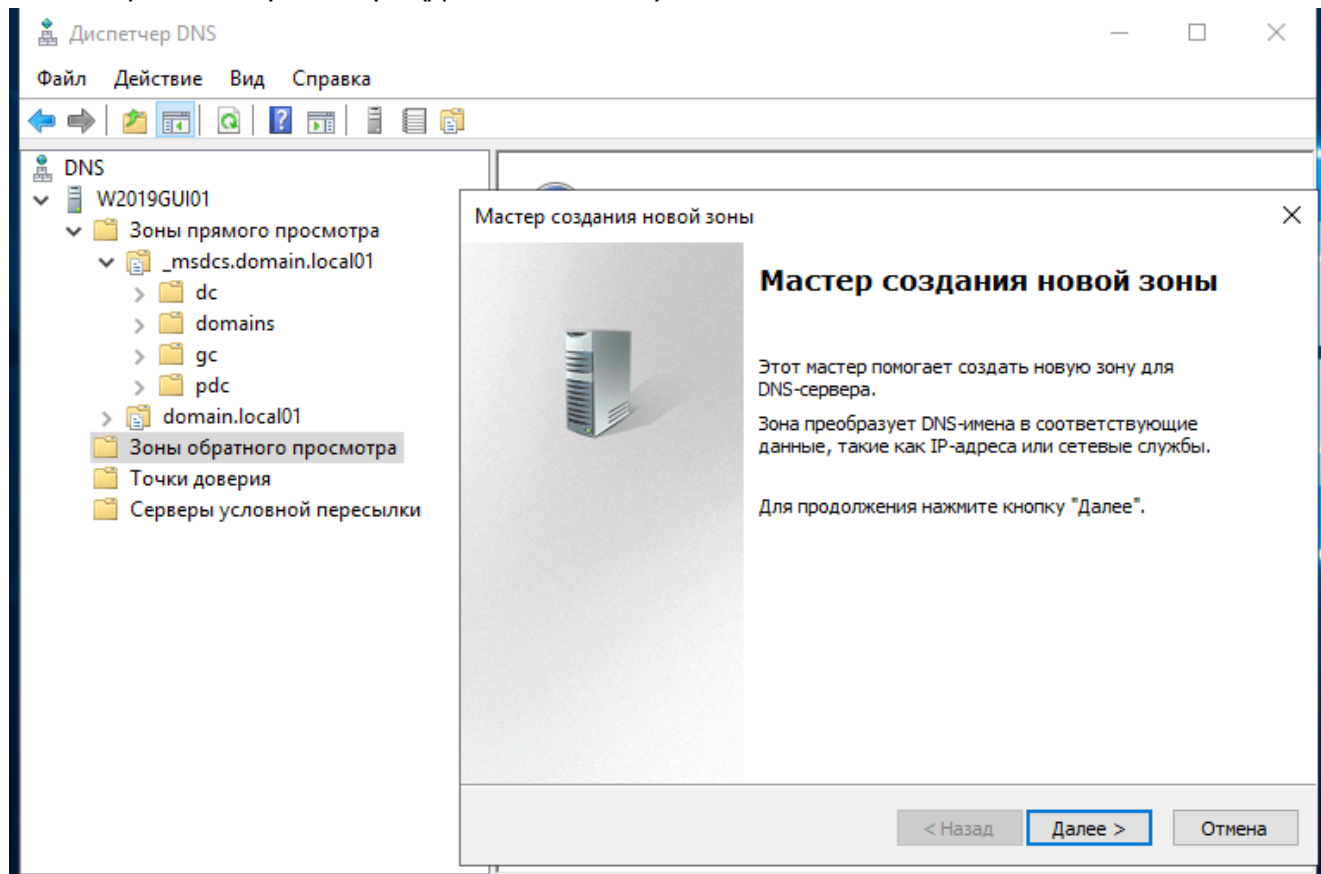 Диспетчер DNS
Файл Действие Вид Справка
DNS
W2019GUI01
Зоны прямого просмотра
_msdcs.domain.local01
dc
domains
gc
pdc
domain.local01
Зоны обратного просмотра
Точки доверия
Серверы условной пересылки
Мастер создания новой зоны
Мастер создания новой зоны
Этот мастер помогает создать новую зону для
DNS-сервера.
Зона преобразует DNS-имена в соответствующие
данные, такие как IP-адреса или сетевые службы.
Для продолжения нажмите кнопку "Далее".
< Назад Далее > Отмена